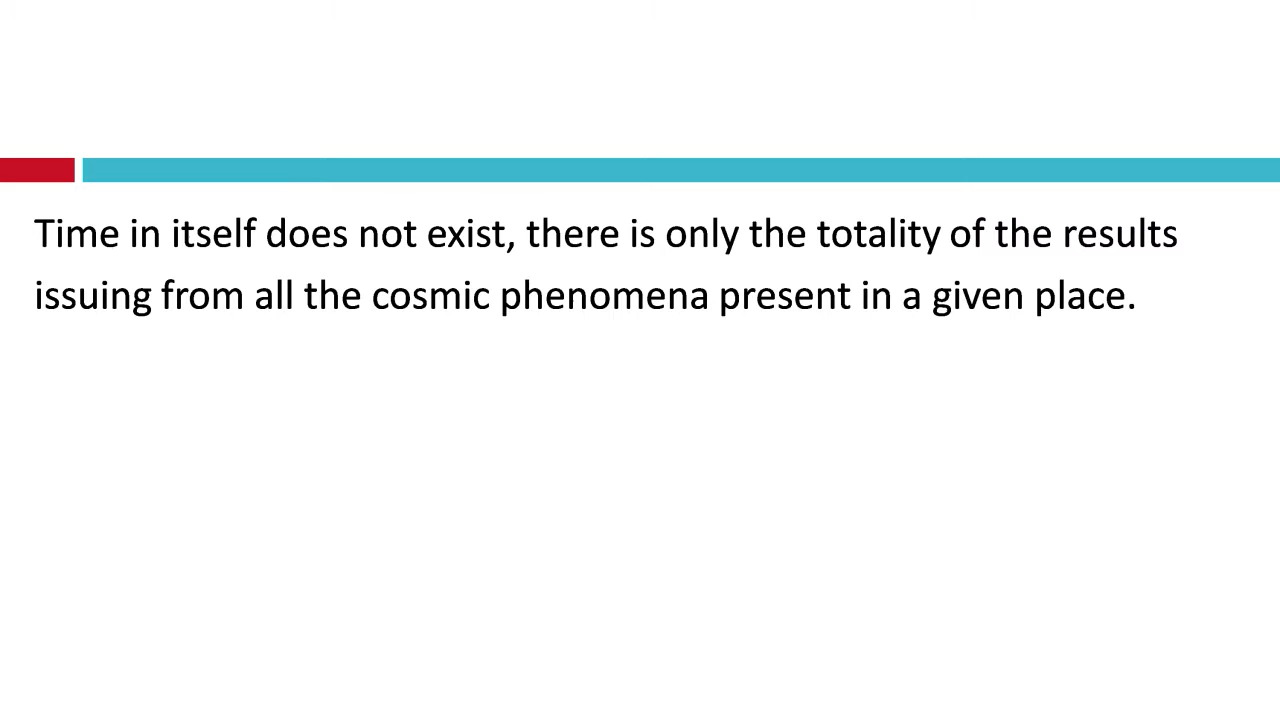 Time in itself does not exist, there is only the totality of the results
issuing from all the cosmic phenomena present in a given place.